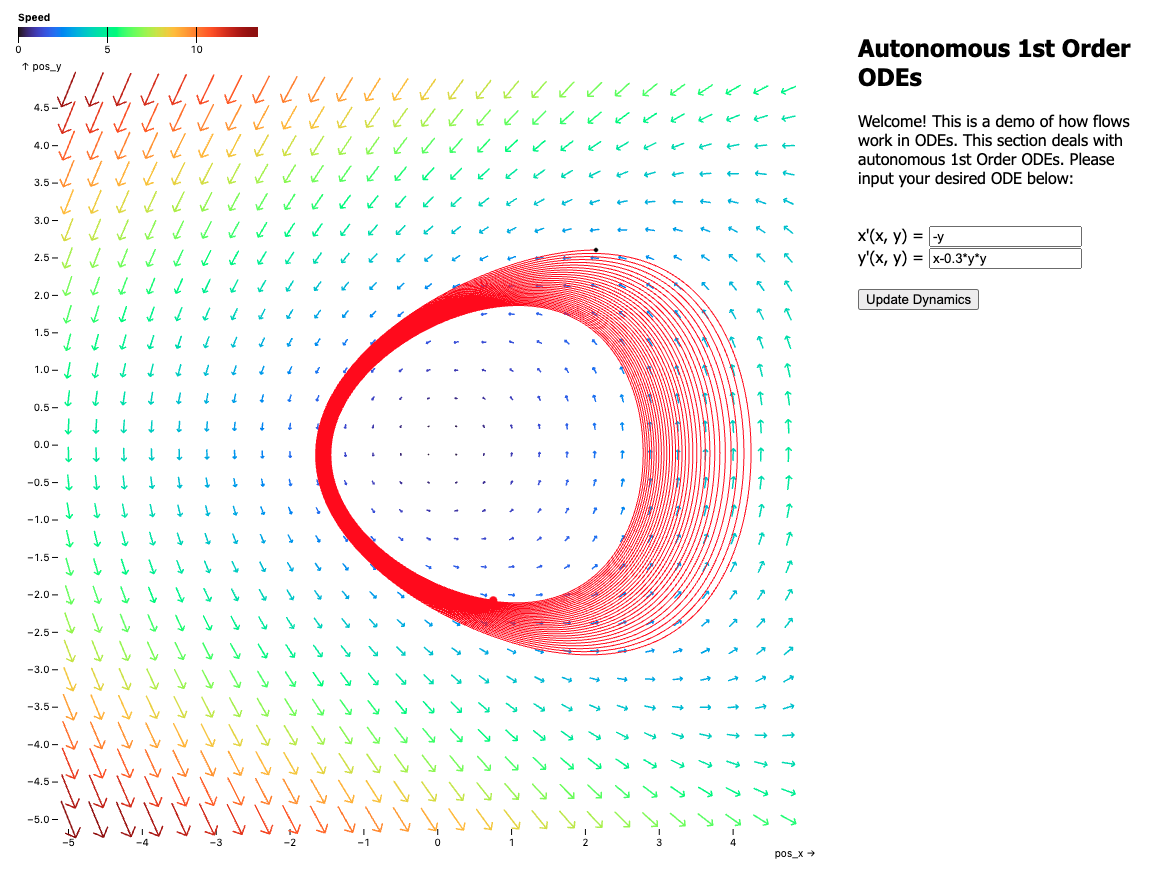 Speed
0 5 10
↑ pos_y
4.5
4.0
3.5
3.0
2.5
2.0
1.5
1.0
0.5
0.0
−0.5
−1.0
−1.5
−2.0
−2.5
−3.0
−3.5
−4.0
−4.5
−5.0
−5 −4 −3 −2 −1 0 1 2 3 4
pos_x →
Autonomous 1st Order
ODEs
Welcome! This is a demo of how flows
work in ODEs. This section deals with
autonomous 1st Order ODEs. Please
input your desired ODE below:
x'(x, y) = -y
y'(x, y) = x-0.3*y*y
Update Dynamics